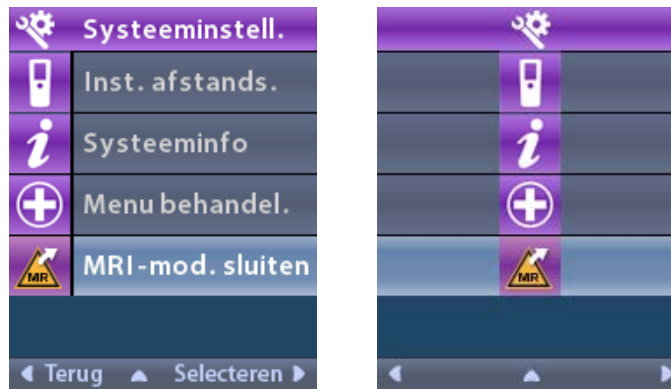 Systeeminstell.
Inst. afstands.
Systeeminfo
Menu behandel.
MRI-mod. sluiten
MR
Terug Selecteren
MR